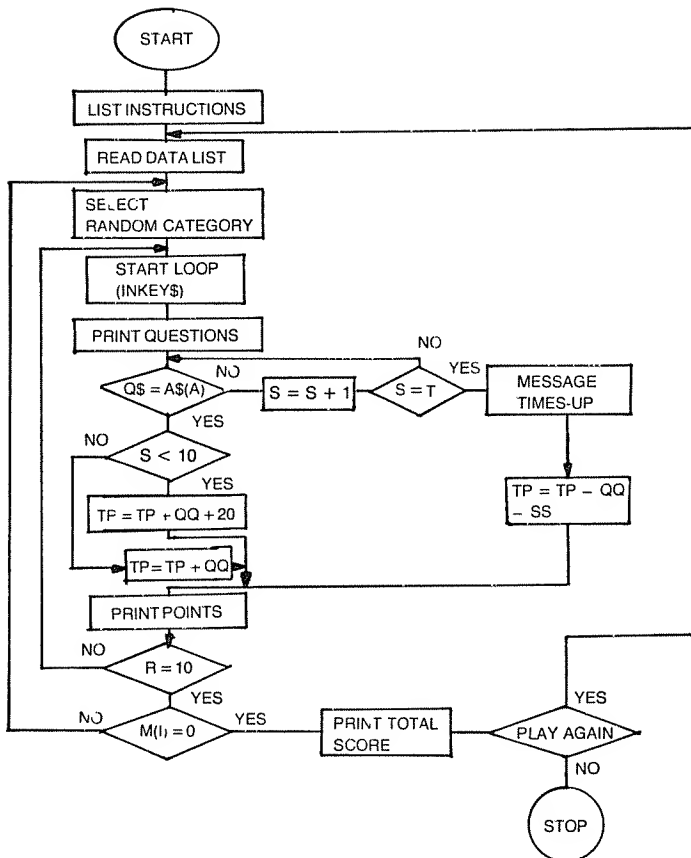 START
LIST INSTRUCTIONS
READ DATA LIST
SELECT
RANDOM CATEGORY
START LOOP
(INKEY$)
PRINT QUESTIONS
NO
Q$ = A$(A)
NO
S = S + 1
S = T
YES
MESSAGE
TIMES-UP
YES
NO
S < 10
YES
TP = TP + QQ + 20
TP = TP - QQ
- SS
TP = TP + QQ
PRINT POINTS
NO
R = 10
YES
NO
M(I) = 0
YES
PRINT TOTAL
SCORE
YES
PLAY AGAIN
NO
STOP